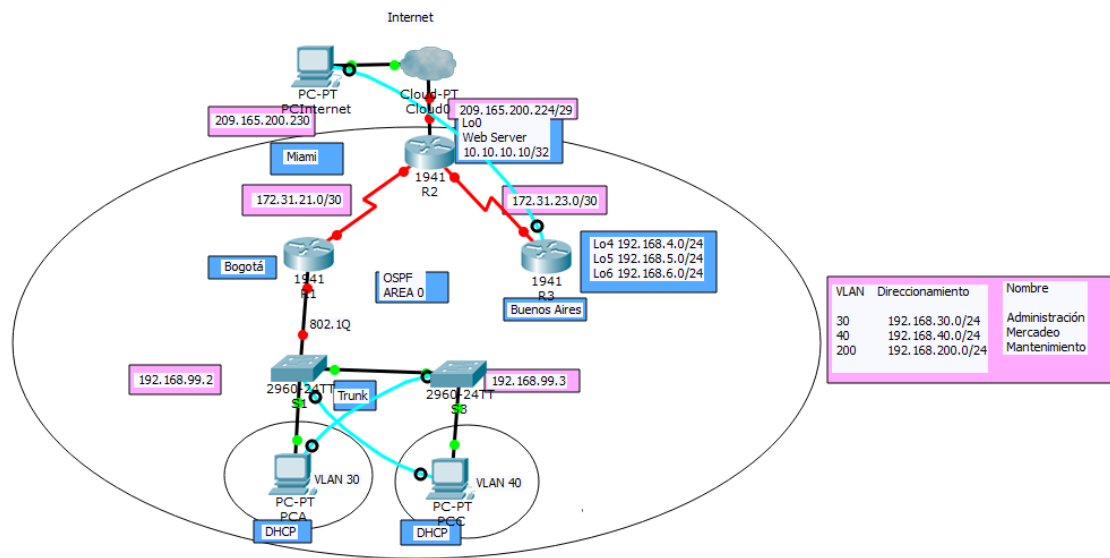 Internet
PC-PT
PCInternet
Cloud-PT
Cloud0
209.165.200.230
209.165.200.224/29
Lo0
Web Server
10.10.10.10/32
Miami
1941
R2
172.31.21.0/30
172.31.23.0/30
Bogotá
1941
R1
OSPF
AREA 0
1941
R3
Lo4 192.168.4.0/24
Lo5 192.168.5.0/24
Lo6 192.168.6.0/24
Buenos Aires
802.1Q
192.168.99.2
2960-24TT
S1
Trunk
2960-24TT
S3
192.168.99.3
PC-PT
PCA
VLAN 30
DHCP
PC-PT
PCC
VLAN 40
DHCP
VLAN Direccionamiento Nombre
30 192.168.30.0/24 Administración
40 192.168.40.0/24 Mercadeo
200 192.168.200.0/24 Mantenimiento